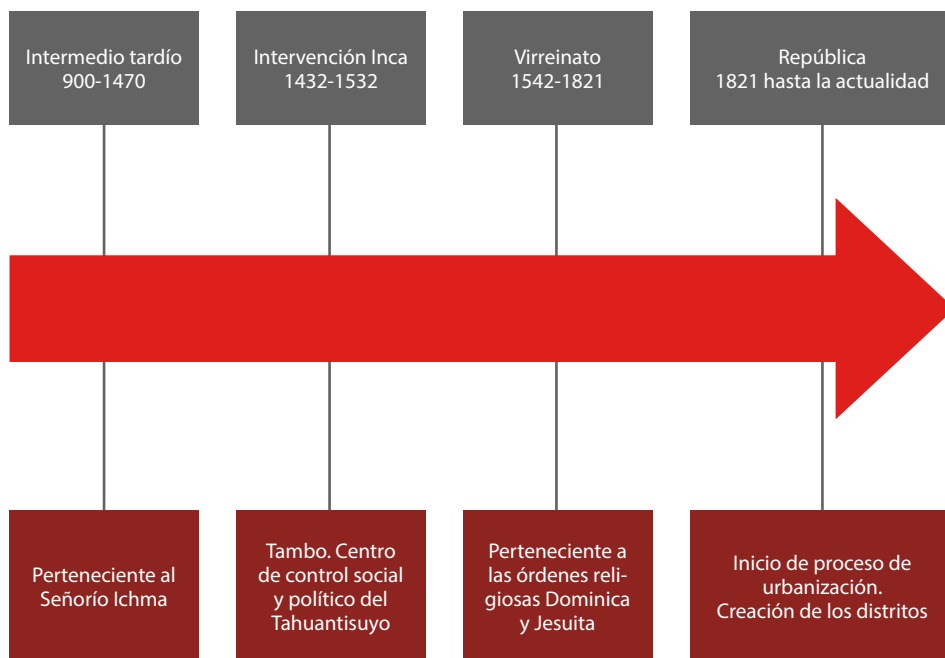 Intermedio tardío
900-1470
Intervención Inca
1432-1532
Virreinato
1542-1821
República
1821 hasta la actualidad
Perteneciente al
Señorío Ichma
Tambo. Centro
de control social
y político del
Tahuantisuyo
Perteneciente a
las órdenes reli-
giosas Dominica
y Jesuita
Inicio de proceso de
urbanización.
Creación de los distritos